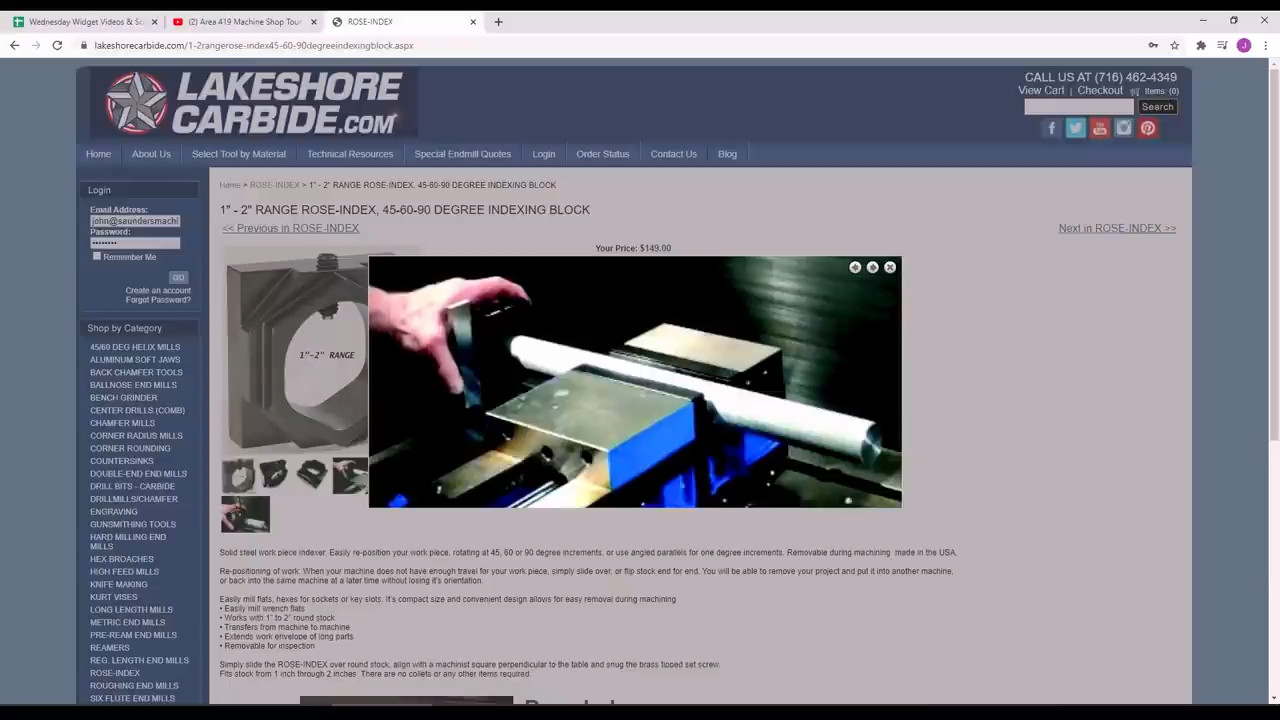 Wednesday Widget Videos & Sc
(2) Area 419 Machine Shop Tour
ROSE-INDEX
lakeshorecarbide.com/1-2rangerose-index45-60-90degreeindexingblock.aspx
J
LAKESHORE
CARBIDE.COM
CALL US AT (716) 462-4349
View Cart | Checkout Items (0)
Search
Home
About Us
Select Tool by Material
Technical Resources
Special Endmill Quotes
Login
Order Status
Contact Us
Blog
Login
Email Address:
john@saundersmachi
Password:
Remember Me
GO
Create an account
Forgot Password?
Shop by Category
45/60 DEG HELIX MILLS
ALUMINUM SOFT JAWS
BACK CHAMFER TOOLS
BALLNOSE END MILLS
BENCH GRINDER
CENTER DRILLS (COMB)
CHAMFER MILLS
CORNER RADIUS MILLS
CORNER ROUNDING
COUNTERSINKS
DOUBLE-END END MILLS
DRILL BITS - CARBIDE
DRILLMILLS/CHAMFER
ENGRAVING
GUNSMITHING TOOLS
HARD MILLING END
MILLS
HEX BROACHES
HIGH FEED MILLS
KNIFE MAKING
KURT VISES
LONG LENGTH MILLS
METRIC END MILLS
PRE-REAM END MILLS
REAMERS
REG. LENGTH END MILLS
ROSE-INDEX
ROUGHING END MILLS
SIX FLUTE END MILLS
Home > ROSE-INDEX > 1" - 2" RANGE ROSE-INDEX, 45-60-90 DEGREE INDEXING BLOCK
1" - 2" RANGE ROSE-INDEX, 45-60-90 DEGREE INDEXING BLOCK
<< Previous in ROSE-INDEX
Next in ROSE-INDEX >>
Your Price: $149.00
1"-2" RANGE
Solid steel work piece indexer. Easily re-position your work piece, rotating at 45, 60 or 90 degree increments, or use angled parallels for one degree increments. Removable during machining made in the USA.
Re-positioning of work: When your machine does not have enough travel for your work piece, simply slide over, or flip stock end for end. You will be able to remove your project and put it into another machine,
or back into the same machine at a later time without losing it's orientation.
Easily mill flats, hexes for sockets or key slots. It's compact size and convenient design allows for easy removal during machining
• Easily mill wrench flats
• Works with 1" to 2" round stock
• Transfers from machine to machine
• Extends work envelope of long parts
• Removable for inspection
Simply slide the ROSE-INDEX over round stock, align with a machinist square perpendicular to the table and snug the brass tipped set screw.
Fits stock from 1 inch through 2 inches. There are no collets or any other items required.